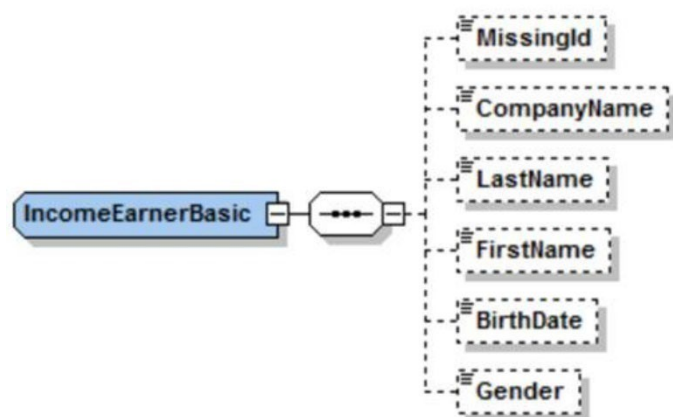 MissingId
CompanyName
LastName
IncomeEarnerBasic
FirstName
BirthDate
Gender